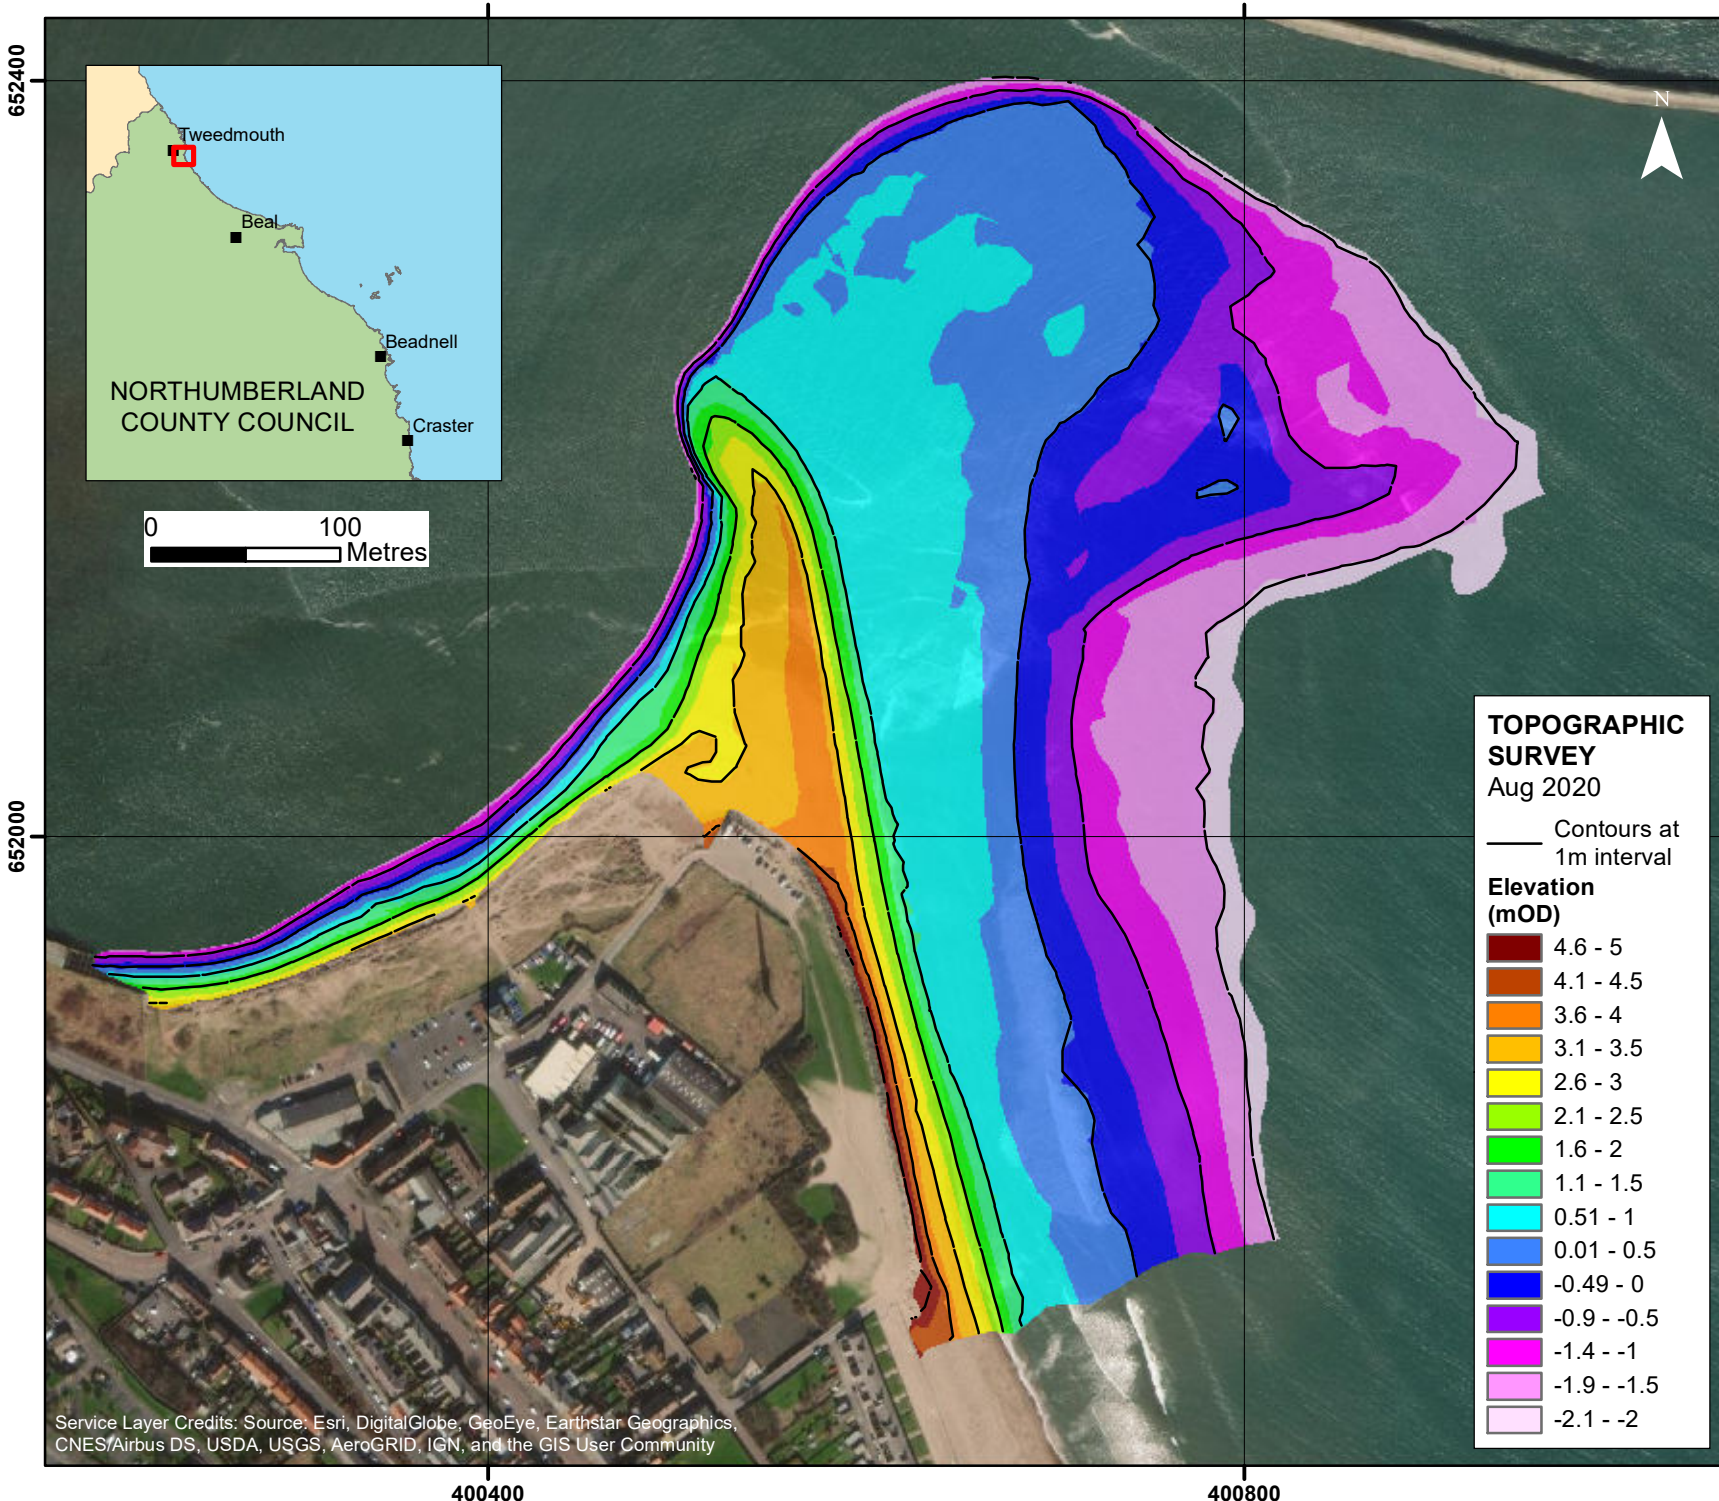 652400
652000
400400
400800
Tweedmouth
Beal
Beadnell
NORTHUMBERLAND
COUNTY COUNCIL
Craster
0 100
Metres
N
TOPOGRAPHIC
SURVEY
Aug 2020
Contours at
1m interval
Elevation
(mOD)
4.6 - 5
4.1 - 4.5
3.6 - 4
3.1 - 3.5
2.6 - 3
2.1 - 2.5
1.6 - 2
1.1 - 1.5
0.51 - 1
0.01 - 0.5
-0.49 - 0
-0.9 - -0.5
-1.4 - -1
-1.9 - -1.5
-2.1 - -2
Service Layer Credits: Source: Esri, DigitalGlobe, GeoEye, Earthstar Geographics,
CNES/Airbus DS, USDA, USGS, AeroGRID, IGN, and the GIS User Community